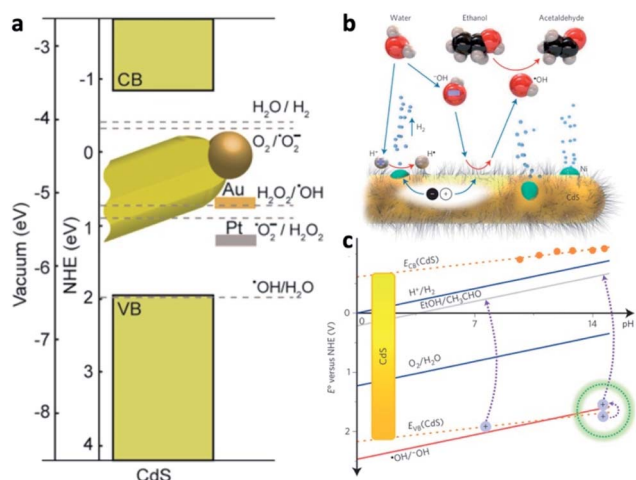 a
-3
-4
-5
-6
-7
-8
Vacuum (eV)
-1
0
1
2
3
4
NHE (eV)
CB
VB
CdS
H₂O / H₂
O₂/•O₂⁻
Au
H₂O₂/•OH
Pt
•O₂⁻/ H₂O₂
•OH/H₂O
b
Water
Ethanol
Acetaldehyde
⁻OH
•OH
H₂
H⁺
H•
Ni
CdS
- +
c
E_CB(CdS)
H⁺/H₂
EtOH/CH₃CHO
0
0
7
14
pH
CdS
O₂/H₂O
1
E_VB(CdS)
2
•OH/⁻OH
E° versus NHE (V)
+
+
+